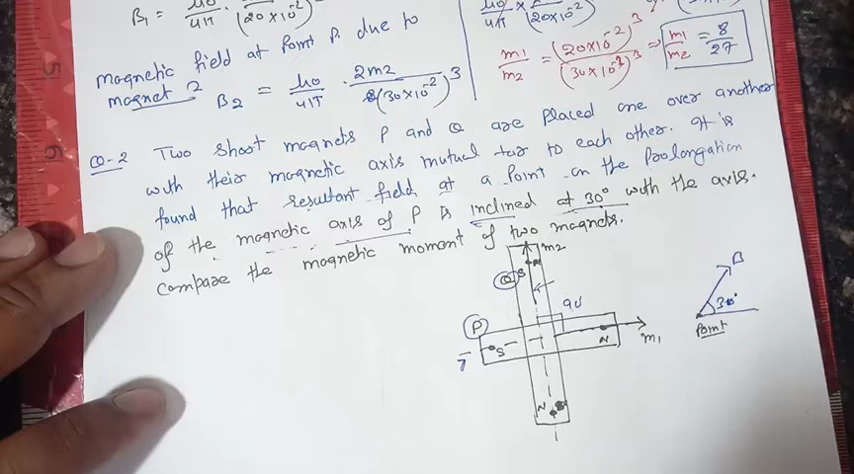 B1 = μ0/4π · (20×10⁻²)
μ0/4π × (20×10⁻²)
magnetic field at Point P. due to
magnet 2 B2 = μ0/4π · 2m2/(30×10⁻²)³
m1/m2 = (20×10⁻²)³/(30×10⁻²)³ ⇒ m1/m2 = 8/27
Q-2 Two short magnets P and Q are placed one over another
with their magnetic axis mutual ter to each other. It is
found that resultant field at a Point on the Prolongation
of the magnetic axis of P is inclined at 30° with the axis.
compare the magnetic moment of two magnets.
m2
Q
S
90
P
S
N
m1
N
B
30°
Point
5
6